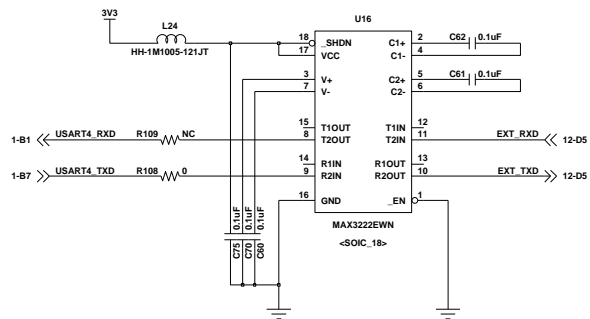 U16
3V3
L24
HH-1M1005-121JT
18 _SHDN C1+ 2 C62 0.1uF
17 VCC C1- 4
3 V+ C2+ 5 C61 0.1uF
7 V- C2- 6
15 T1OUT T1IN 12
1-B1 USART4_RXD R109 NC 8 T2OUT T2IN 11 EXT_RXD 12-D5
14 R1IN R1OUT 13
1-B7 USART4_TXD R108 0 9 R2IN R2OUT 10 EXT_TXD 12-D5
16 GND _EN 1
MAX3222EWN
<SOIC_18>
C75 0.1uF
C70 0.1uF
C60 0.1uF